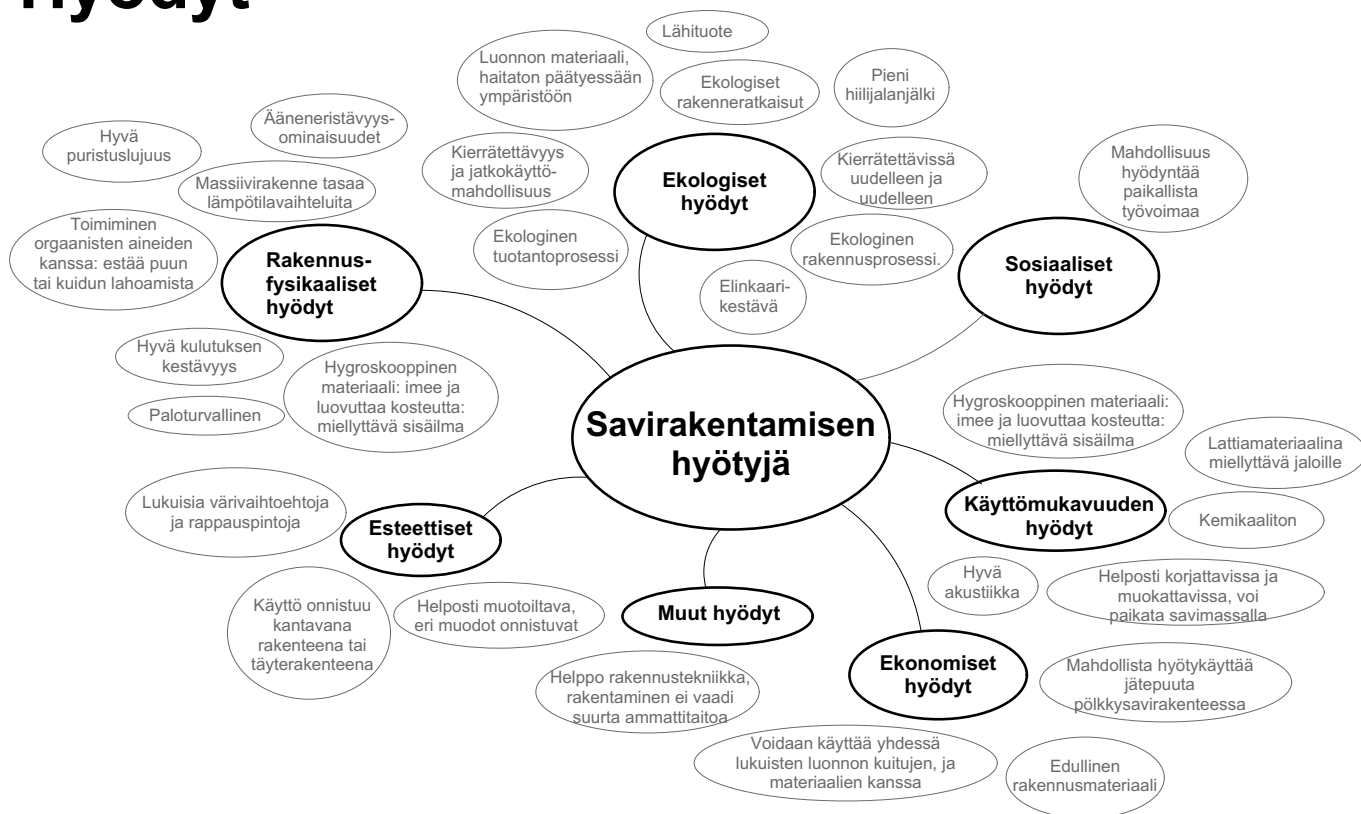 Hyödyt
Lähituote
Luonnon materiaali,
haitaton päätyessään
ympäristöön
Ekologiset
rakenneratkaisut
Pieni
hiilijalanjälki
Ääneneristävyys-
ominaisuudet
Hyvä
puristuslujuus
Kierrätettävyys
ja jatkokäyttö-
mahdollisuus
Ekologiset
hyödyt
Kierrätettävissä
uudelleen ja
uudelleen
Mahdollisuus
hyödyntää
paikallista
työvoimaa
Massiivirakenne tasaa
lämpötilavaihteluita
Toimiminen
orgaanisten aineiden
kanssa: estää puun
tai kuidun lahoamista
Rakennus-
fysikaaliset
hyödyt
Ekologinen
tuotantoprosessi
Ekologinen
rakennusprosessi.
Sosiaaliset
hyödyt
Elinkaari-
kestävä
Hyvä kulutuksen
kestävyys
Hygroskooppinen
materiaali: imee ja
luovuttaa kosteutta:
miellyttävä sisäilma
Paloturvallinen
Savirakentamisen
hyötyjä
Hygroskooppinen materiaali:
imee ja luovuttaa kosteutta:
miellyttävä sisäilma
Lattiamateriaalina
miellyttävä jaloille
Lukuisia värivaihtoehtoja
ja rappauspintoja
Esteettiset
hyödyt
Käyttömukavuuden
hyödyt
Kemikaaliton
Käyttö onnistuu
kantavana
rakenteena tai
täyterakenteena
Helposti muotoiltava,
eri muodot onnistuvat
Muut hyödyt
Hyvä
akustiikka
Helposti korjattavissa ja
muokattavissa, voi
paikata savimassalla
Helppo rakennustekniikka,
rakentaminen ei vaadi
suurta ammattitaitoa
Ekonomiset
hyödyt
Mahdollista hyötykäyttää
jätepuuta
pölkkysavirakenteessa
Voidaan käyttää yhdessä
lukuisten luonnon kuitujen, ja
materiaalien kanssa
Edullinen
rakennusmateriaali